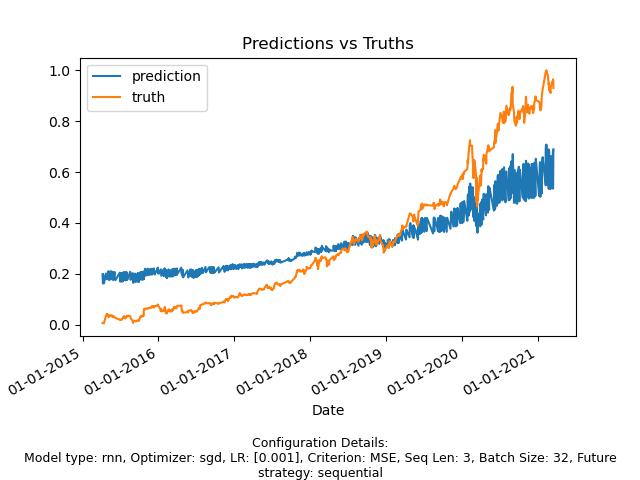 Predictions vs Truths
prediction
truth
1.0
0.8
0.6
0.4
0.2
0.0
01-01-2015
01-01-2016
01-01-2017
01-01-2018
01-01-2019
01-01-2020
01-01-2021
Date
Configuration Details:
Model type: rnn, Optimizer: sgd, LR: [0.001], Criterion: MSE, Seq Len: 3, Batch Size: 32, Future
strategy: sequential